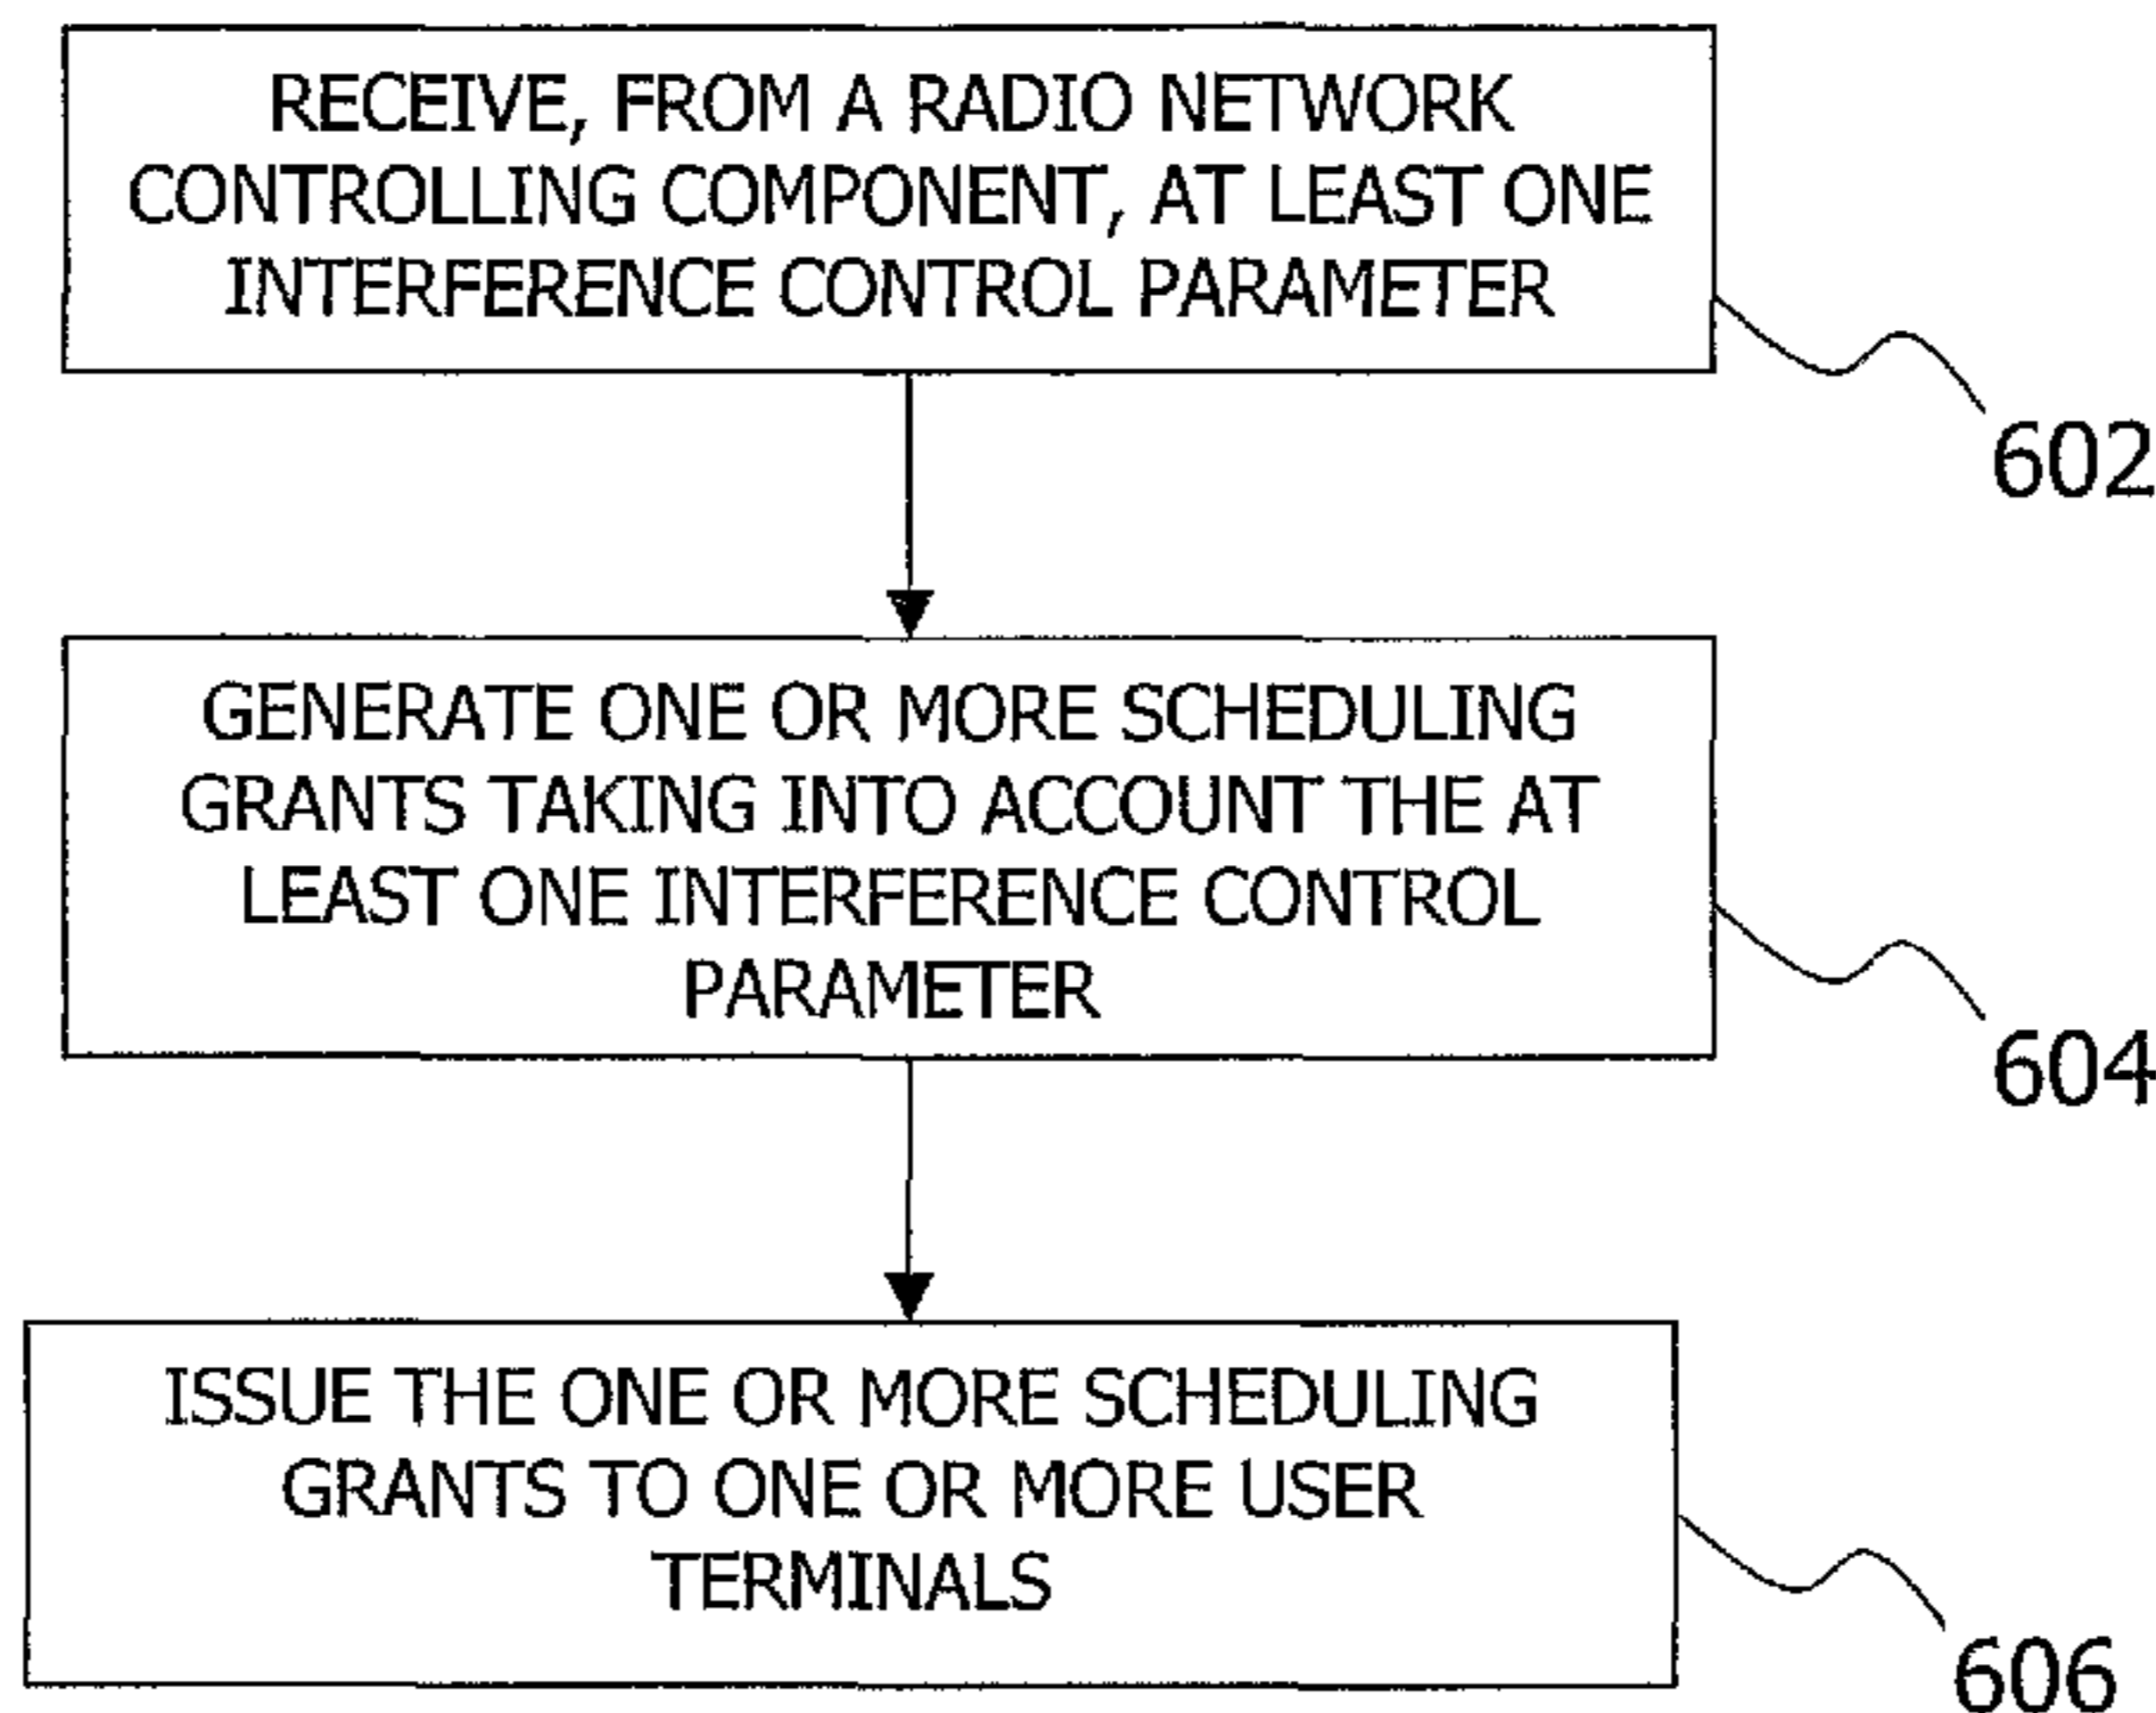 RECEIVE, FROM A RADIO NETWORK
CONTROLLING COMPONENT, AT LEAST ONE
INTERFERENCE CONTROL PARAMETER
602
GENERATE ONE OR MORE SCHEDULING
GRANTS TAKING INTO ACCOUNT THE AT
LEAST ONE INTERFERENCE CONTROL
PARAMETER
604
ISSUE THE ONE OR MORE SCHEDULING
GRANTS TO ONE OR MORE USER
TERMINALS
606